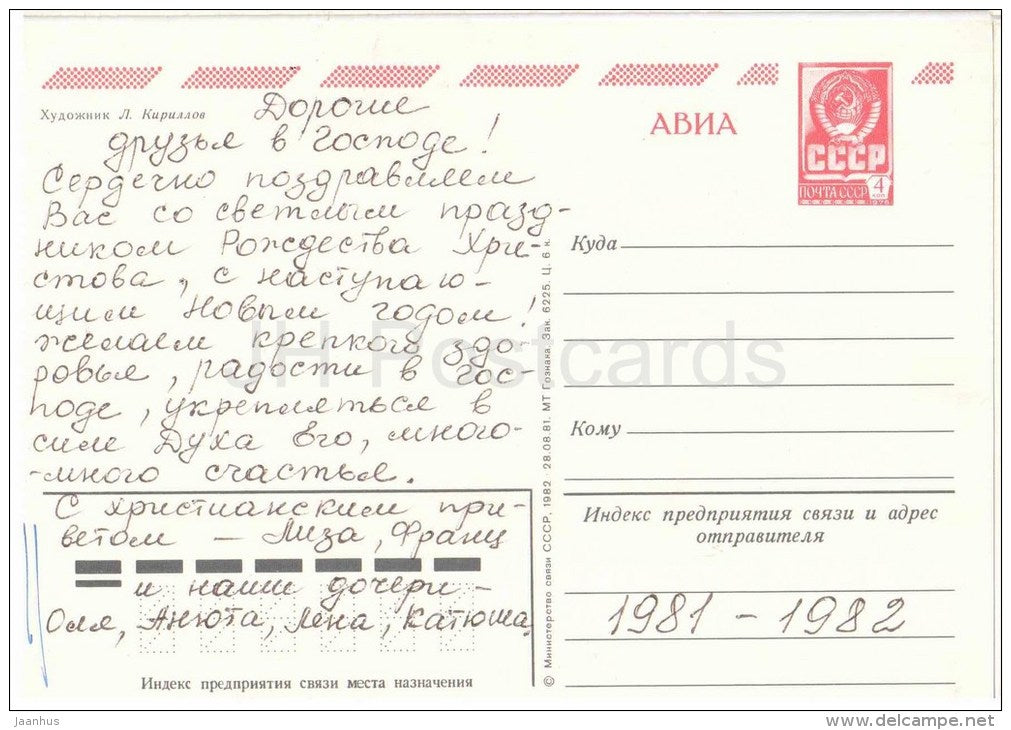 Художник Л. Кириллов
Дорогие
друзья в Господе!
Сердечно поздравляем
Вас со светлым празд-
ником Рождества Хри-
стова, с наступаю-
щим Новым годом!
желаем крепкого здо-
ровья, радости в Гос-
поде, укрепляться в
силе Духа Его, много-
-много счастья.
С христианским при-
ветом – Лиза, Франц
и наши дочери –
Оля, Анюта, Лена, Катюша.
Индекс предприятия связи места назначения
© Министерство связи СССР, 1982. 28.08.81. МТ Гознака. Зак. 6225. Ц. 6 к.
АВИА
СССР
ПОЧТА СССР 4 КОП
Куда
Кому
Индекс предприятия связи и адрес
отправителя
1981 – 1982
JH Postcards
Jaanhus
www.delcampe.net